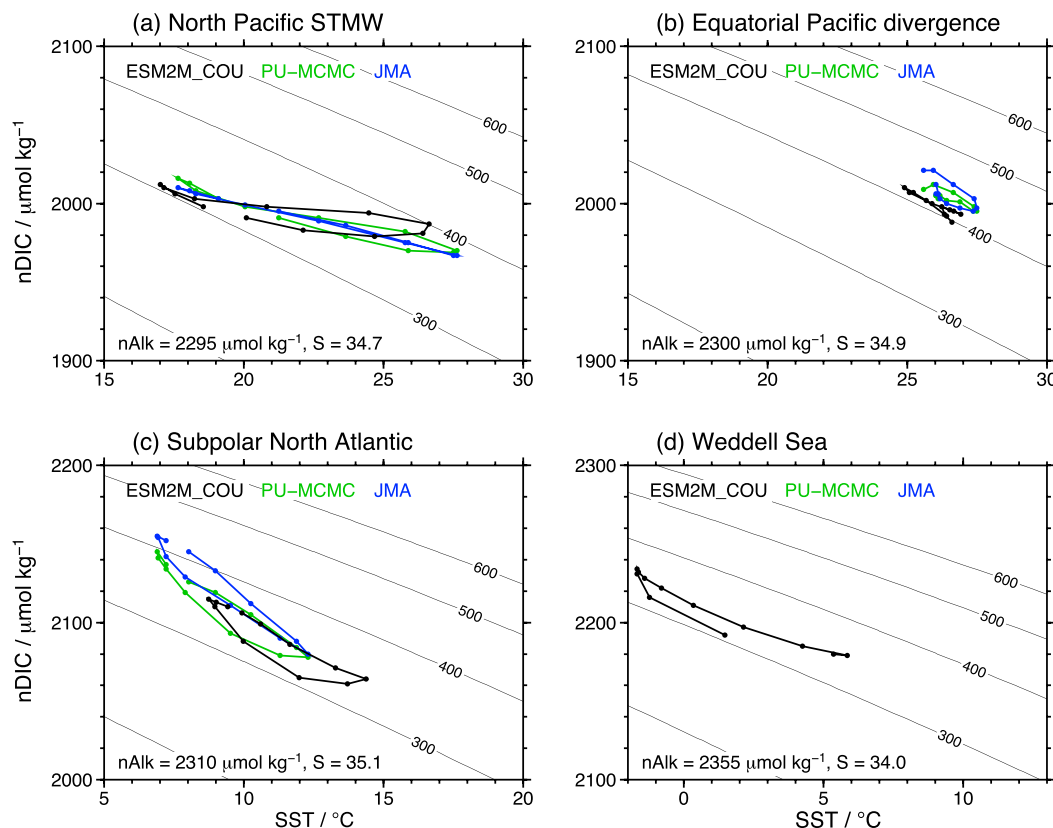 (a) North Pacific STMW
2100
ESM2M_COU PU−MCMC JMA
600
500
nDIC / μmol kg⁻¹
2000
400
300
nAlk = 2295 μmol kg⁻¹, S = 34.7
1900
15 20 25 30
(b) Equatorial Pacific divergence
2100
ESM2M_COU PU−MCMC JMA
600
500
2000
400
300
nAlk = 2300 μmol kg⁻¹, S = 34.9
1900
15 20 25 30
(c) Subpolar North Atlantic
2200
ESM2M_COU PU−MCMC JMA
600
500
nDIC / μmol kg⁻¹
2100
400
300
nAlk = 2310 μmol kg⁻¹, S = 35.1
2000
5 10 15 20
SST / °C
(d) Weddell Sea
2300
ESM2M_COU PU−MCMC JMA
600
500
2200
400
300
nAlk = 2355 μmol kg⁻¹, S = 34.0
2100
0 5 10
SST / °C